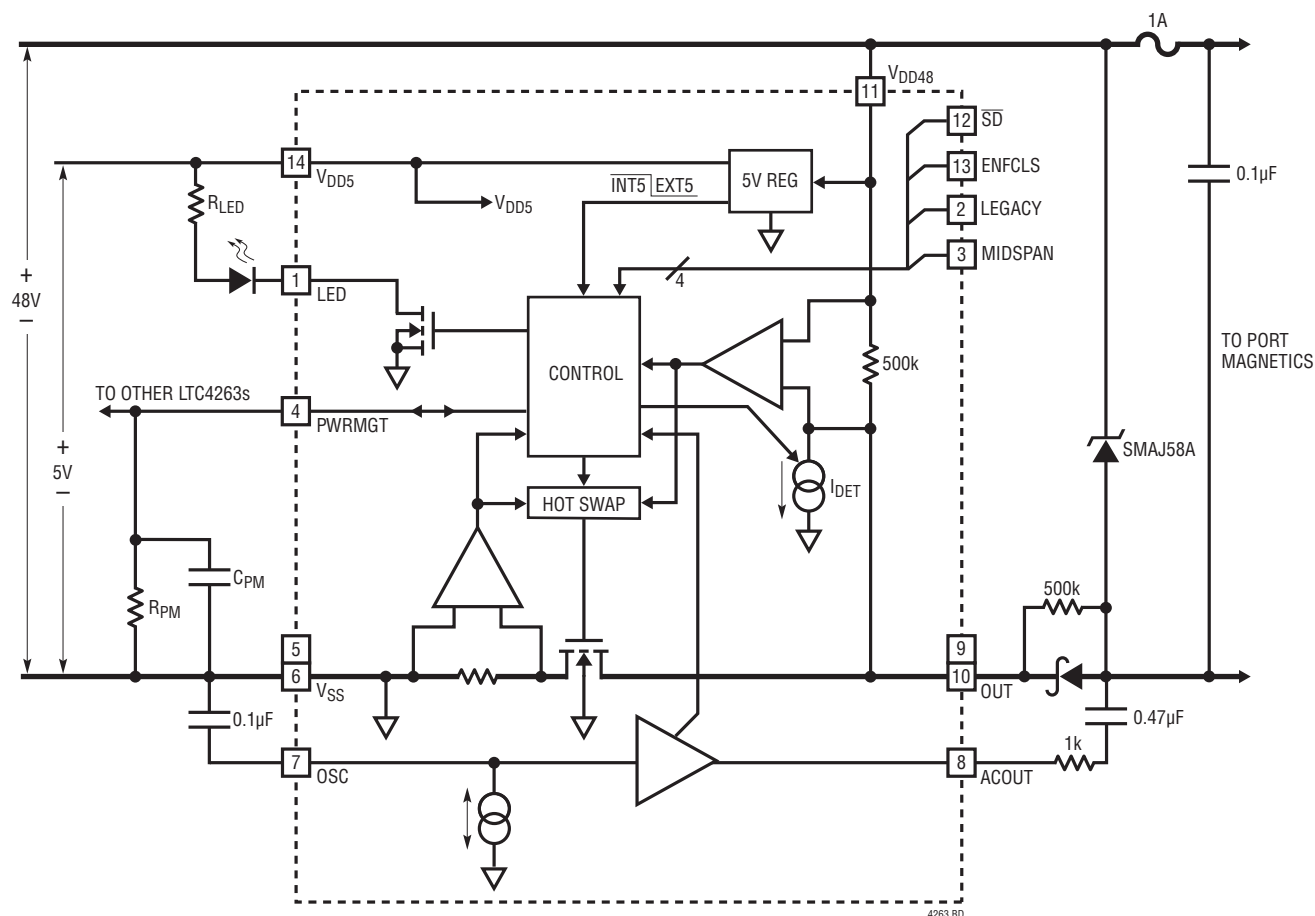 1A
VDD48
11
12 SD
14
VDD5
INT5 EXT5
5V REG
13 ENFCLS
0.1µF
RLED
VDD5
2 LEGACY
3 MIDSPAN
4
+
48V
–
1
LED
CONTROL
500k
TO PORT
MAGNETICS
TO OTHER LTC4263s
4
PWRMGT
+
5V
–
SMAJ58A
IDET
HOT SWAP
CPM
RPM
500k
5
6
VSS
9
10
OUT
0.1µF
0.47µF
1k
7
OSC
8
ACOUT
4263 BD